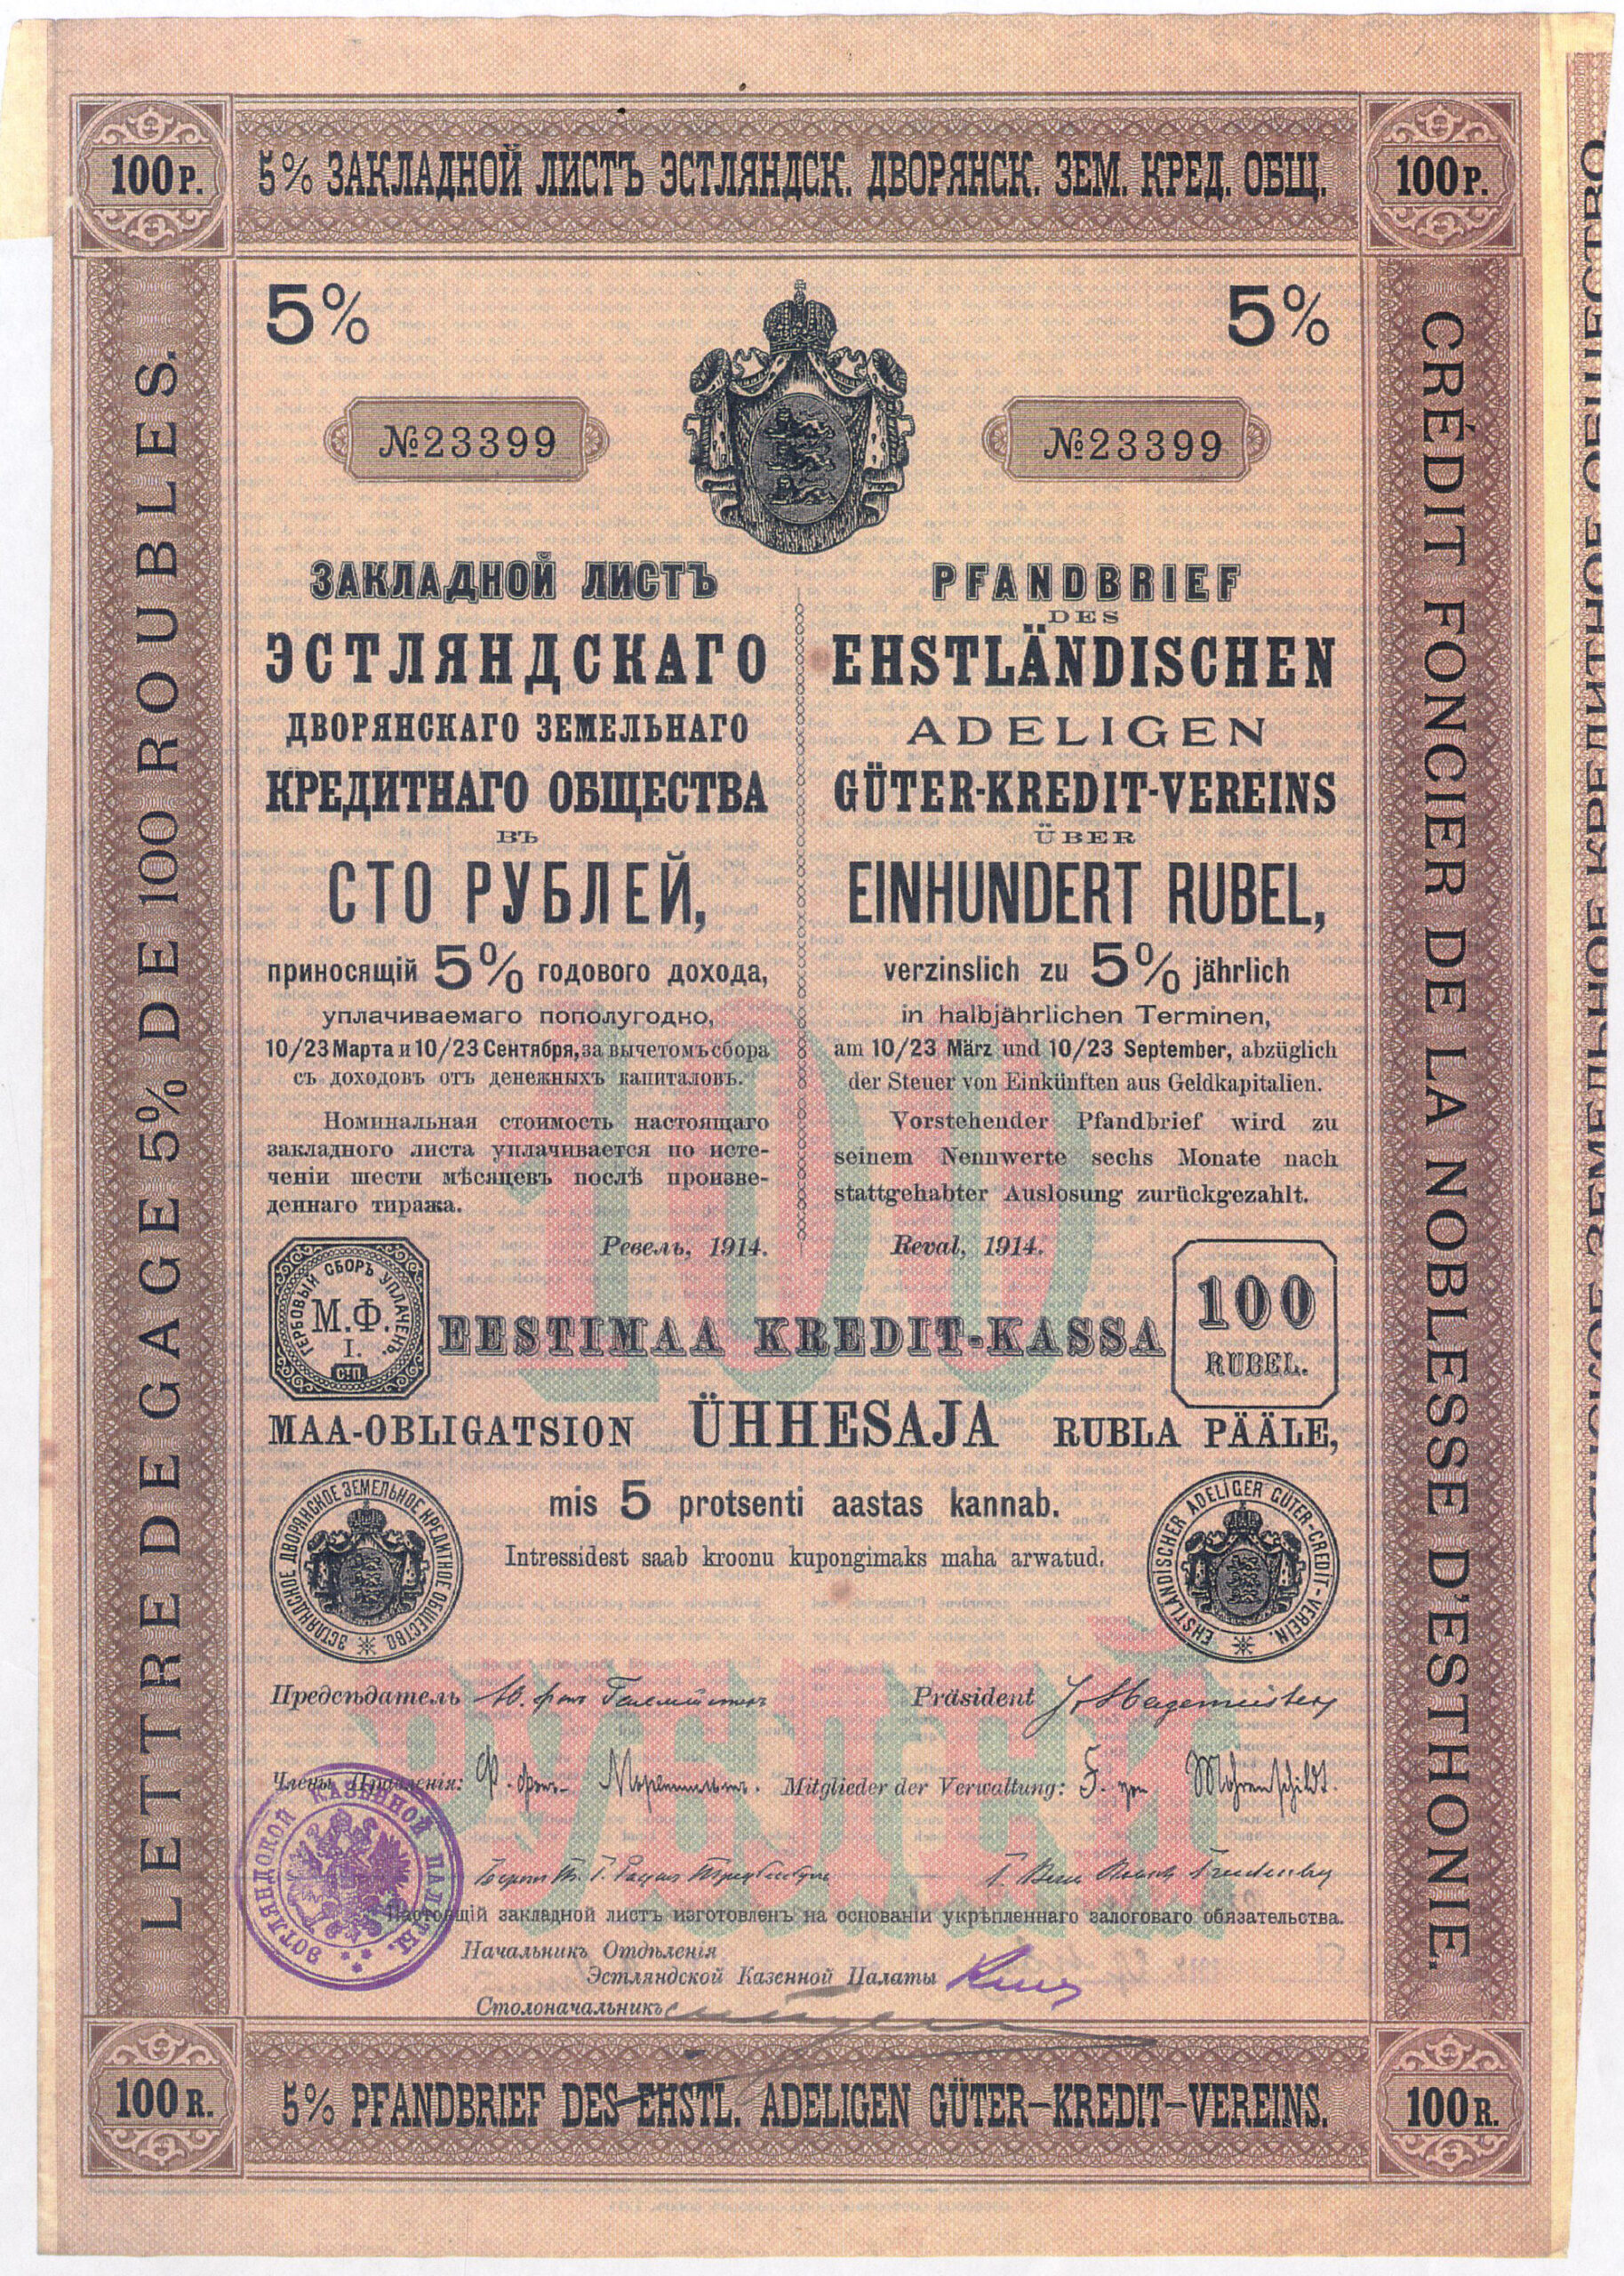 100 Р.
5% ЗАКЛАДНОЙ ЛИСТЪ ЭСТЛЯНДСК. ДВОРЯНСК. ЗЕМ. КРЕД. ОБЩ.
100 Р.
LETTRE DE GAGE 5% DE 100 ROUBLES.
CRÉDIT FONCIER DE LA NOBLESSE D'ESTHONIE.
5%
5%
№23399
№23399
ЗАКЛАДНОЙ ЛИСТЪ
ЭСТЛЯНДСКАГО
ДВОРЯНСКАГО ЗЕМЕЛЬНАГО
КРЕДИТНАГО ОБЩЕСТВА
ВЪ
СТО РУБЛЕЙ,
приносящій 5% годового дохода,
уплачиваемаго пополугодно,
10/23 Марта и 10/23 Сентября, за вычетомъ сбора
съ доходовъ отъ денежныхъ капиталовъ.
Номинальная стоимость настоящаго
закладного листа уплачивается по исте-
ченіи шести мѣсяцевъ послѣ произве-
деннаго тиража.
Ревель, 1914.
PFANDBRIEF
DES
EHSTLÄNDISCHEN
ADELIGEN
GÜTER-KREDIT-VEREINS
ÜBER
EINHUNDERT RUBEL,
verzinslich zu 5% jährlich
in halbjährlichen Terminen,
am 10/23 März und 10/23 September, abzüglich
der Steuer von Einkünften aus Geldkapitalien.
Vorstehender Pfandbrief wird zu
seinem Nennwerte sechs Monate nach
stattgehabter Auslosung zurückgezahlt.
Reval, 1914.
100
РУБЛЕЙ
ГЕРБОВЫЙ СБОРЪ УПЛАЧЕНЪ.
М.Ф.
I.
С.П.
EESTIMAA KREDIT-KASSA
100
RUBEL.
MAA-OBLIGATSION ÜHHESAJA RUBLA PÄÄLE,
mis 5 protsenti aastas kannab.
Intressidest saab kroonu kupongimaks maha arwatud.
ЭСТЛЯНДСКОЕ ДВОРЯНСКОЕ ЗЕМЕЛЬНОЕ КРЕДИТНОЕ ОБЩЕСТВО.
EHSTLÄNDISCHER ADELIGER GÜTER-CREDIT-VEREIN.
Предсѣдатель
Präsident J. v. Hagemeister
Члены Правленія:
Mitglieder der Verwaltung: F. von Mohrenschildt.
ЭСТЛЯНДСКОЙ КАЗЕННОЙ ПАЛАТЫ.
Настоящій закладной листъ изготовленъ на основаніи укрѣпленнаго залоговаго обязательства.
Начальникъ Отдѣленія
Эстляндской Казенной Палаты
Столоначальникъ
100 R.
5% PFANDBRIEF DES EHSTL. ADELIGEN GÜTER-KREDIT-VEREINS.
100 R.